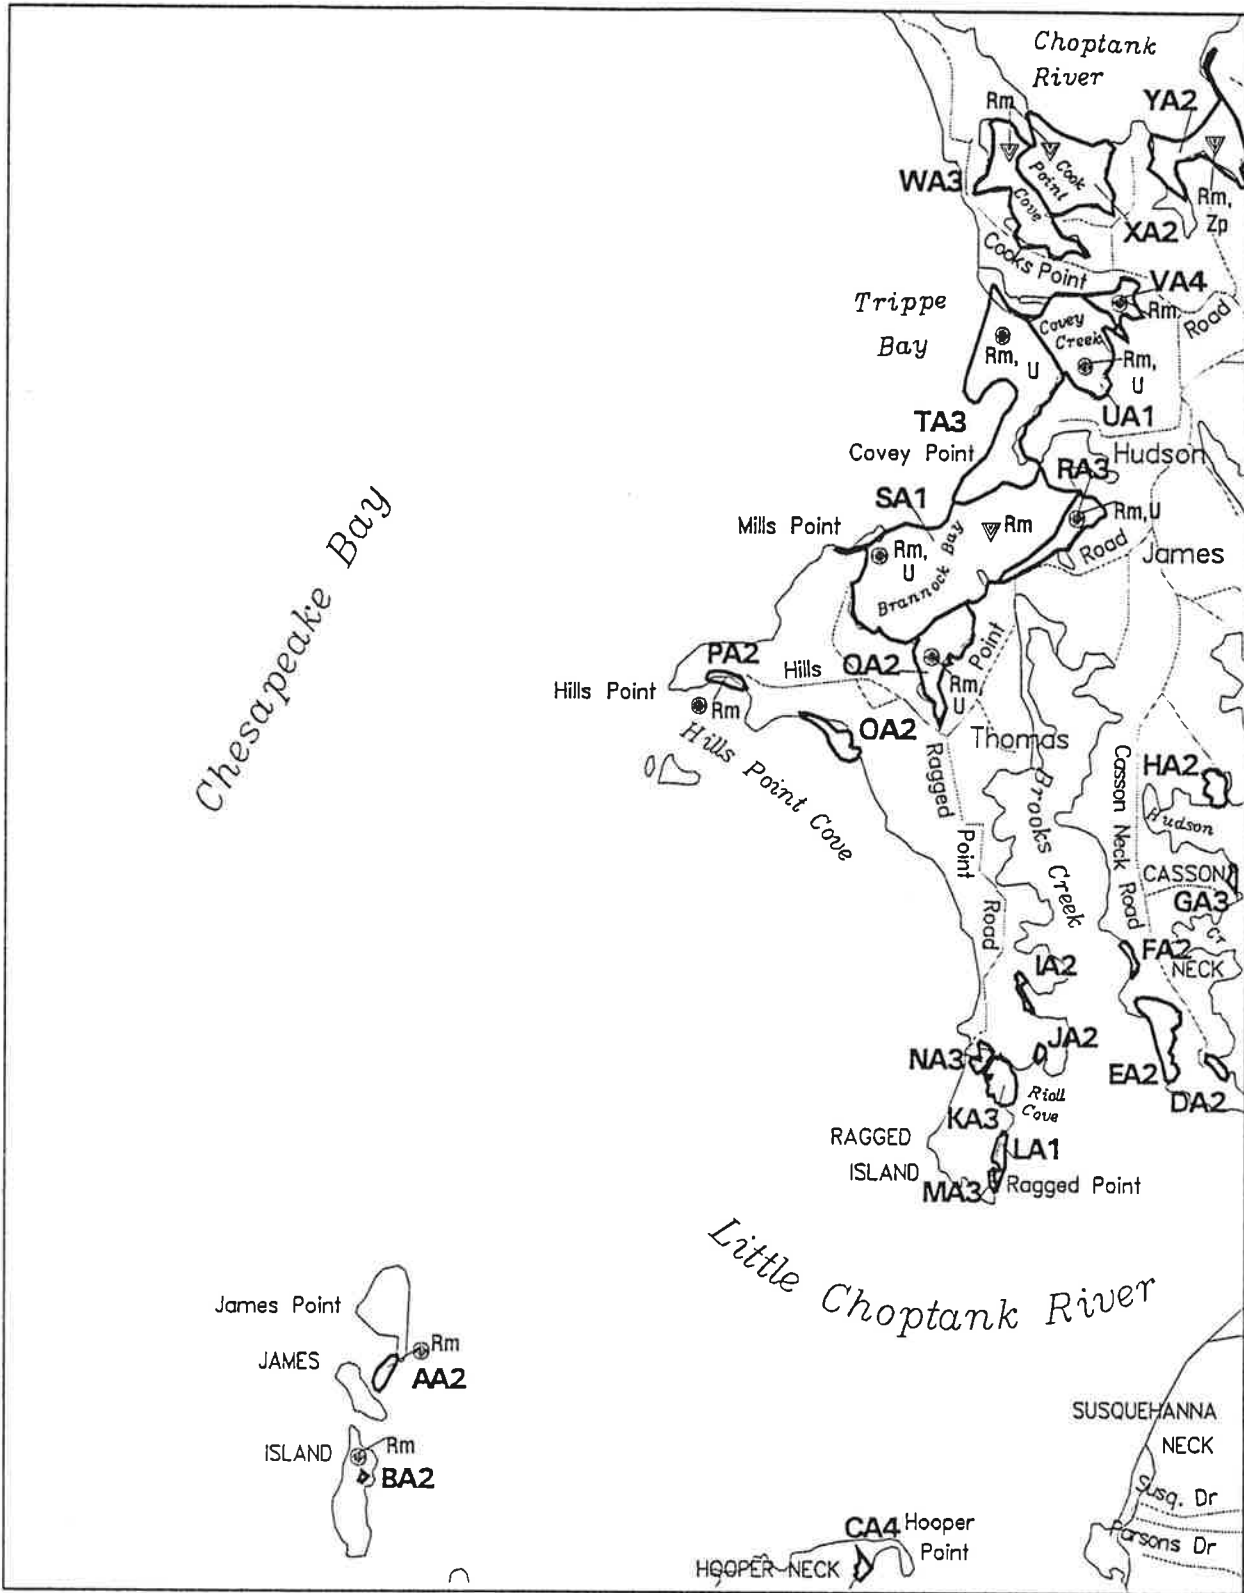 Choptank
River
Rm
YA2
WA3
Cook
Point
Cove
Rm,
Zp
XA2
Cooks Point
Road
VA4
Rm
Trippe
Bay
Covey
Creek
Rm,
U
Rm,
U
TA3
UA1
Covey Point
RA3
Hudson
SA1
Mills Point
Rm
Rm,U
Rm,
U
Brannock Bay
Road
James
Chesapeake Bay
PA2
Hills
OA2
Point
Hills Point
Rm
Rm
U
OA2
Thomas
Hills Point Cove
Ragged
Point
Road
Brooks Creek
Casson Neck Road
HA2
Hudson
CASSON
GA3
Cr
FA2
NECK
IA2
NA3
JA2
EA2
DA2
KA3
Riall
Cove
RAGGED
ISLAND
LA1
MA3
Ragged Point
Little Choptank River
James Point
Rm
JAMES
AA2
ISLAND
Rm
BA2
SUSQUEHANNA
NECK
Susq. Dr
Parsons Dr
CA4
Hooper
Point
HOOPER NECK